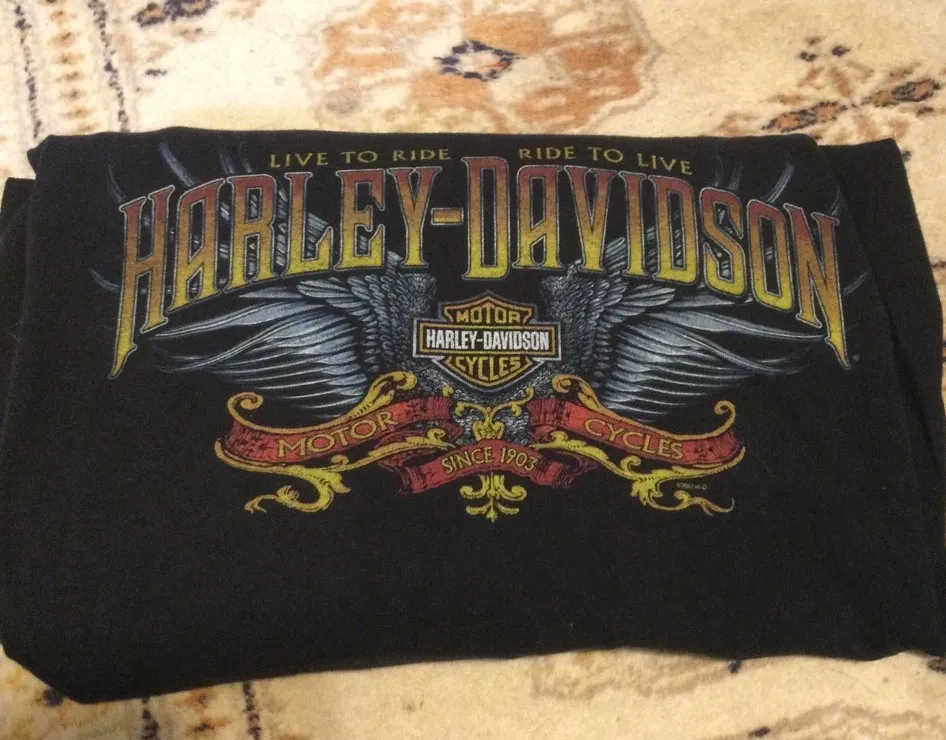 LIVE TO RIDE RIDE TO LIVE
HARLEY-DAVIDSON
MOTOR
HARLEY-DAVIDSON
CYCLES
MOTOR CYCLES
SINCE 1903